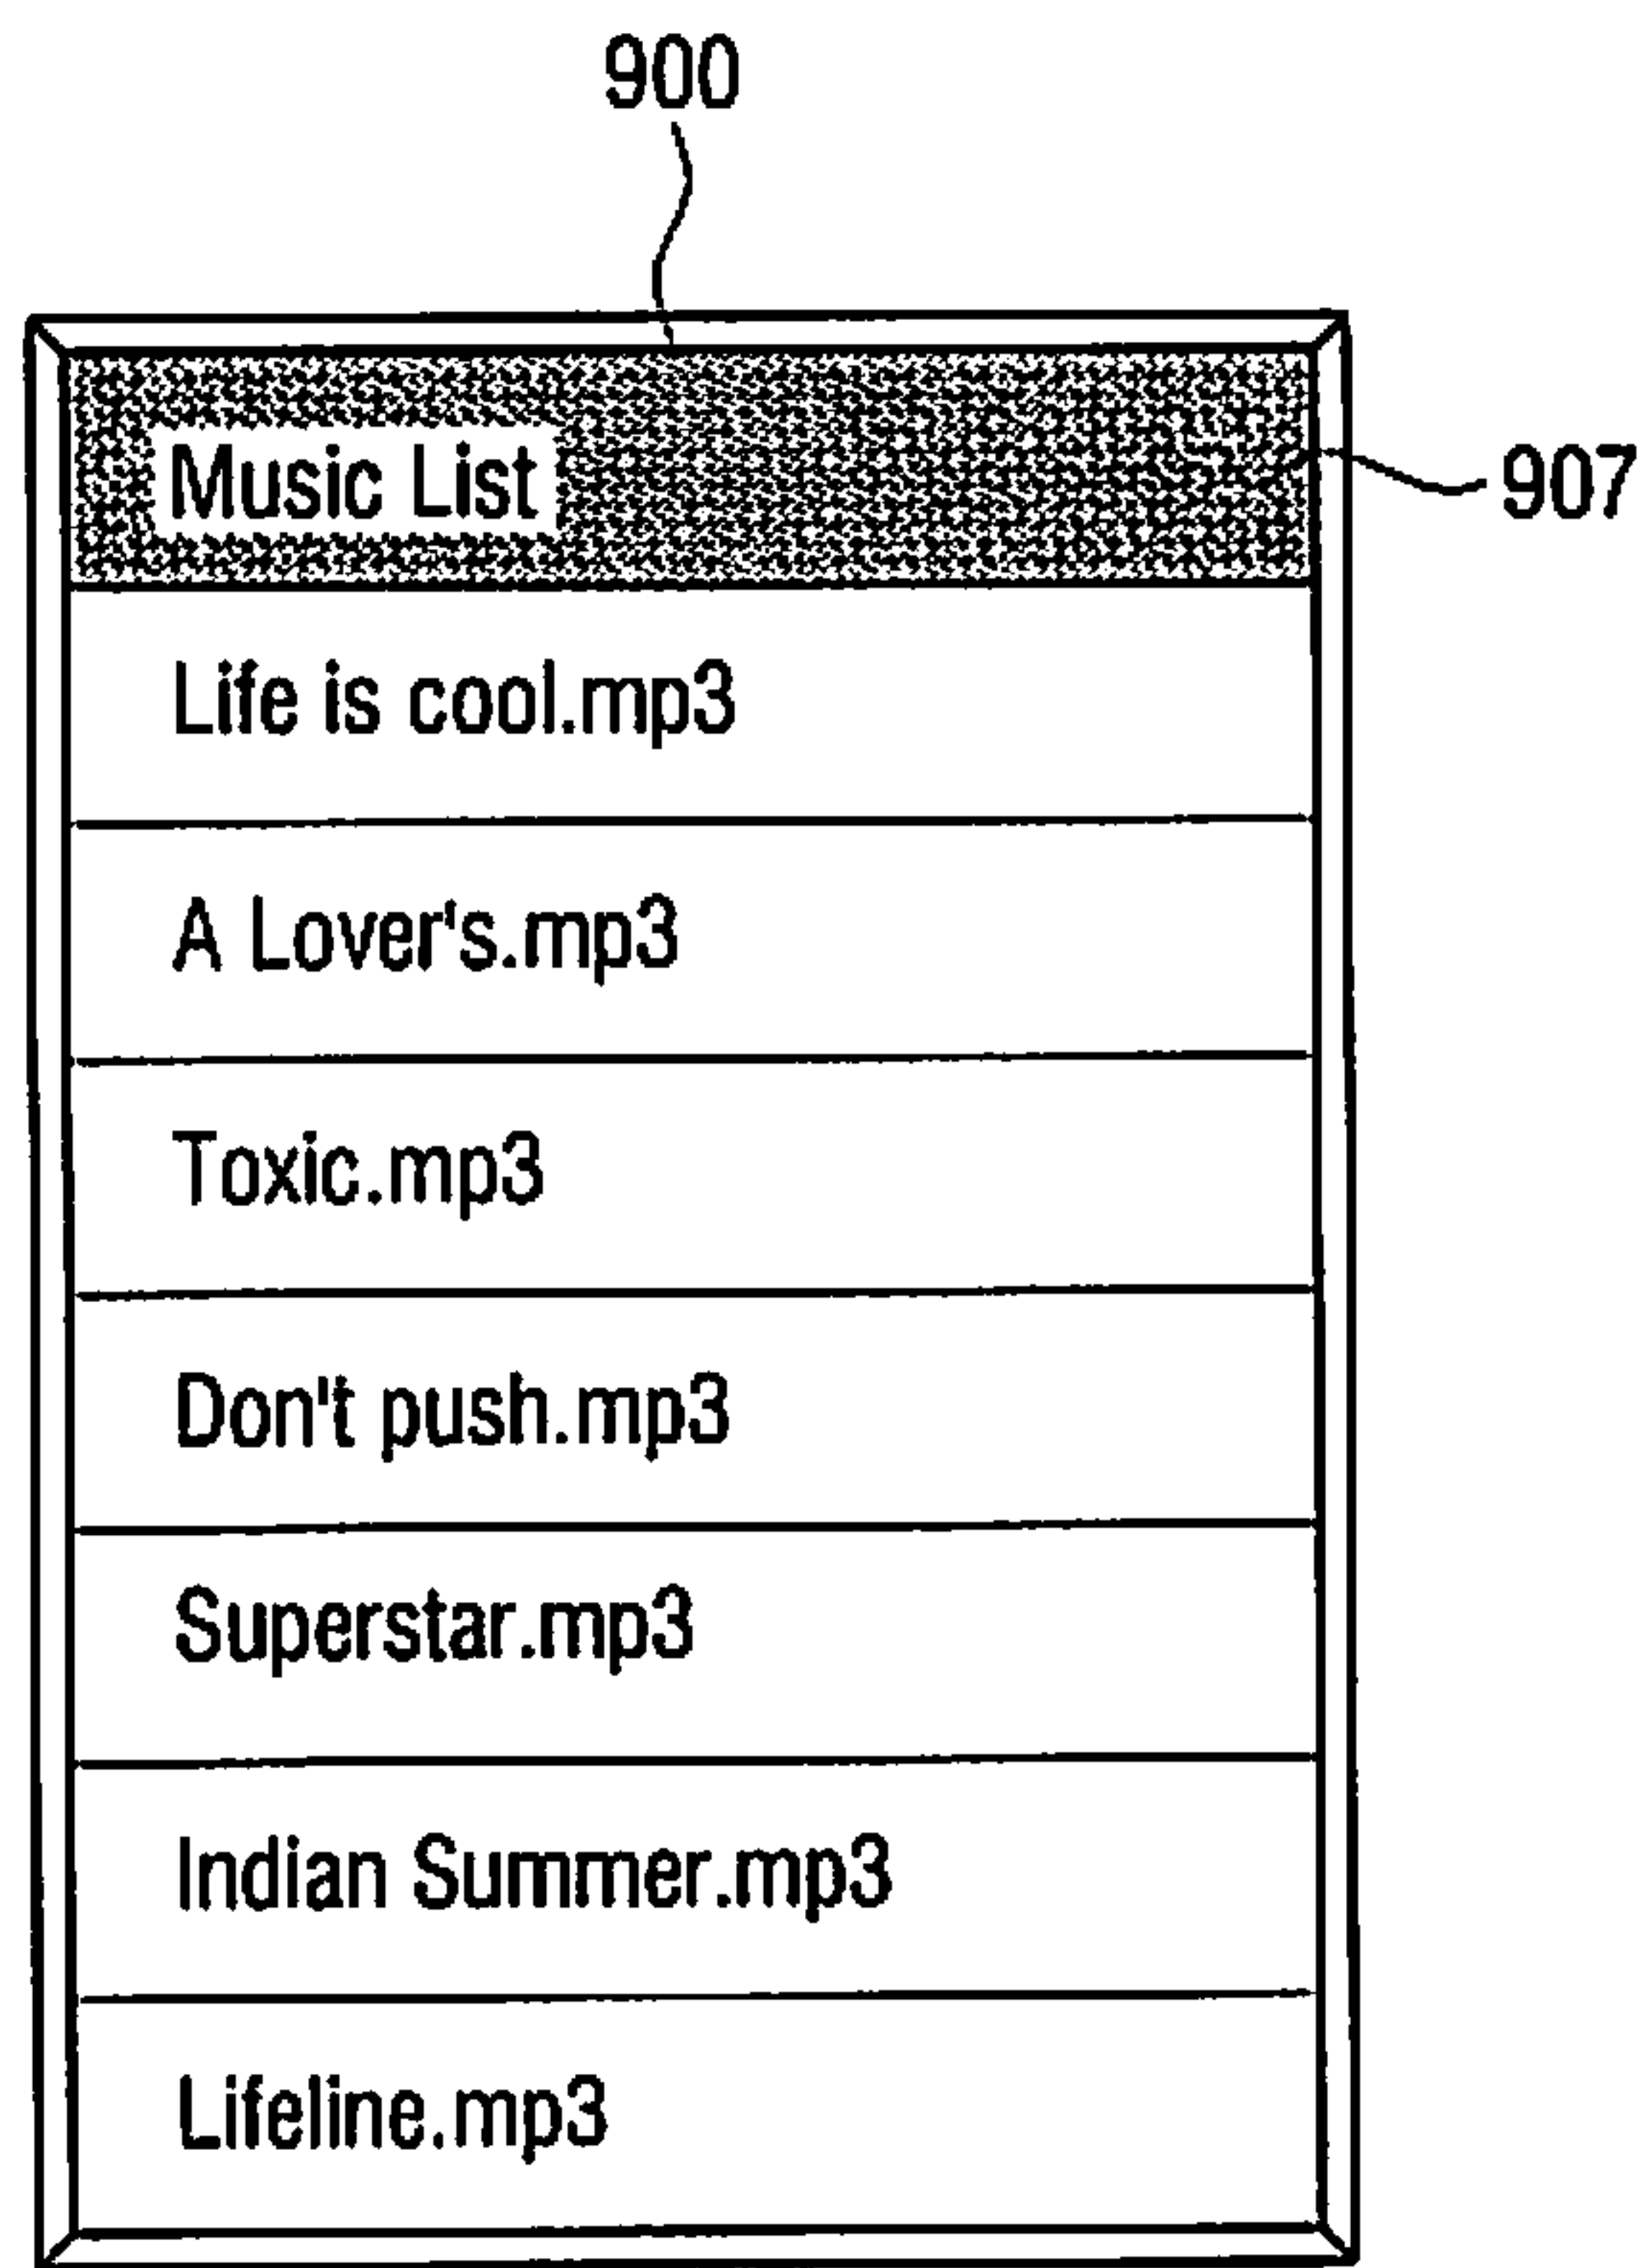 900
Music List
907
Life is cool.mp3
A Lover's.mp3
Toxic.mp3
Don't push.mp3
Superstar.mp3
Indian Summer.mp3
Lifeline.mp3